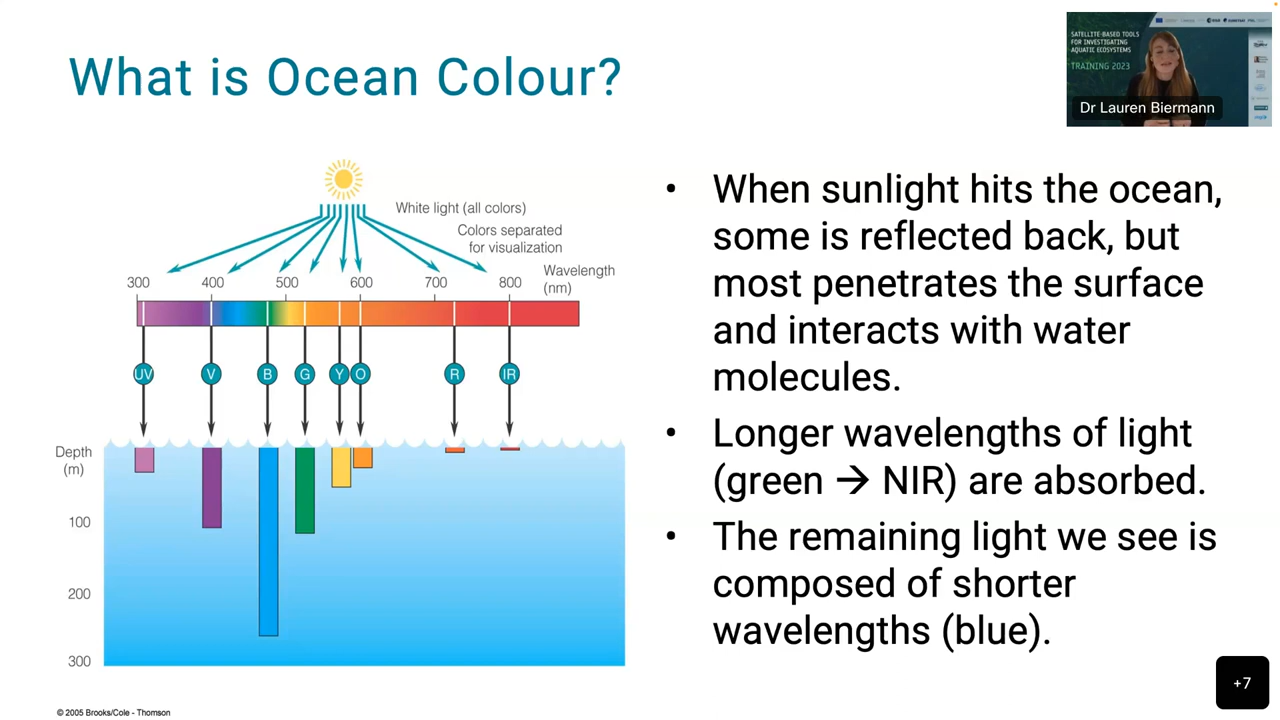 What is Ocean Colour?
SATELLITE-BASED TOOLS
FOR INVESTIGATING
AQUATIC ECOSYSTEMS
TRAINING 2023
Dr Lauren Biermann
White light (all colors)
Colors separated
for visualization
Wavelength
(nm)
300 400 500 600 700 800
UV V B G Y O R IR
Depth
(m)
100
200
300
© 2005 Brooks/Cole - Thomson
• When sunlight hits the ocean,
some is reflected back, but
most penetrates the surface
and interacts with water
molecules.
• Longer wavelengths of light
(green → NIR) are absorbed.
• The remaining light we see is
composed of shorter
wavelengths (blue).
+7